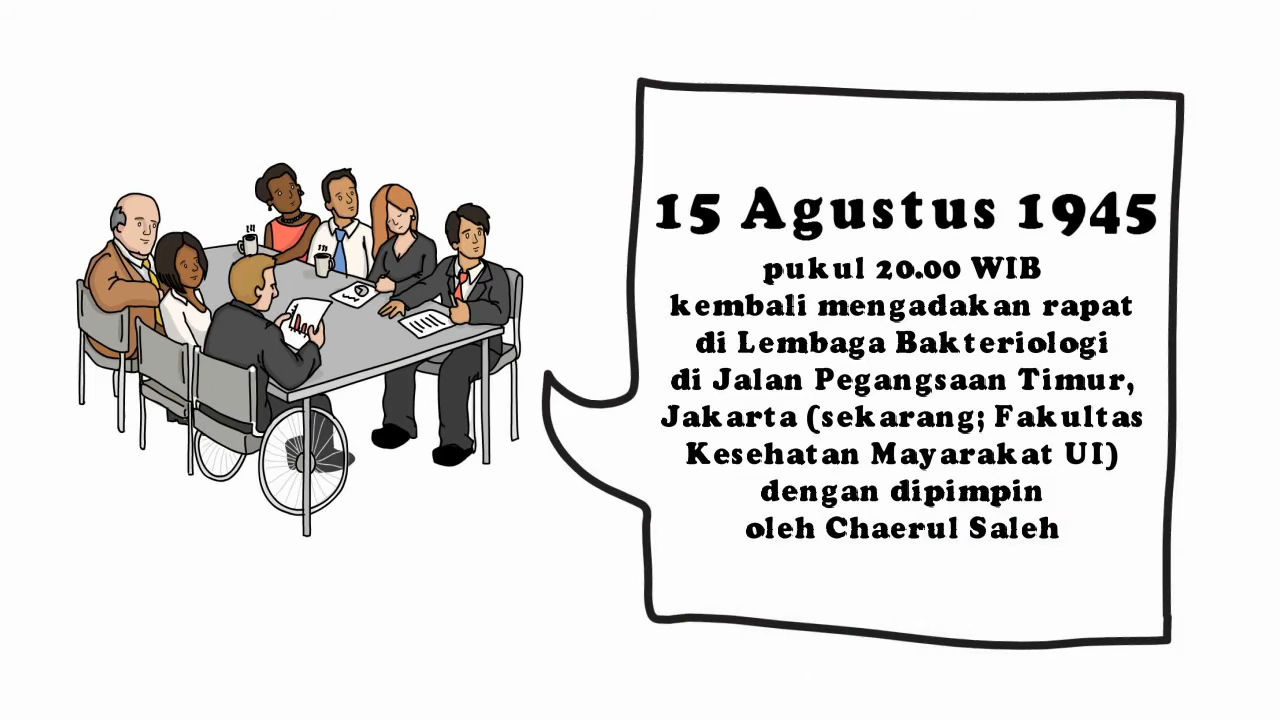 15 Agustus 1945
pukul 20.00 WIB
kembali mengadakan rapat
di Lembaga Bakteriologi
di Jalan Pegangsaan Timur,
Jakarta (sekarang; Fakultas
Kesehatan Mayarakat UI)
dengan dipimpin
oleh Chaerul Saleh